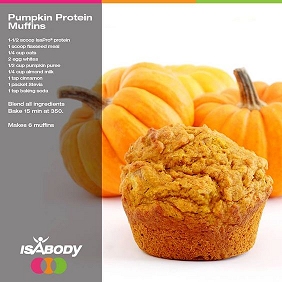 Pumpkin Protein
Muffins
1-1/2 scoop IsaPro® protein
1 scoop flaxseed meal
1/4 cup oats
2 egg whites
1/3 cup pumpkin puree
1/4 cup almond milk
1 tsp cinnamon
1 packet Stevia
1 tsp baking soda
Blend all ingredients
Bake 15 min at 350.
Makes 6 muffins
ISABODY